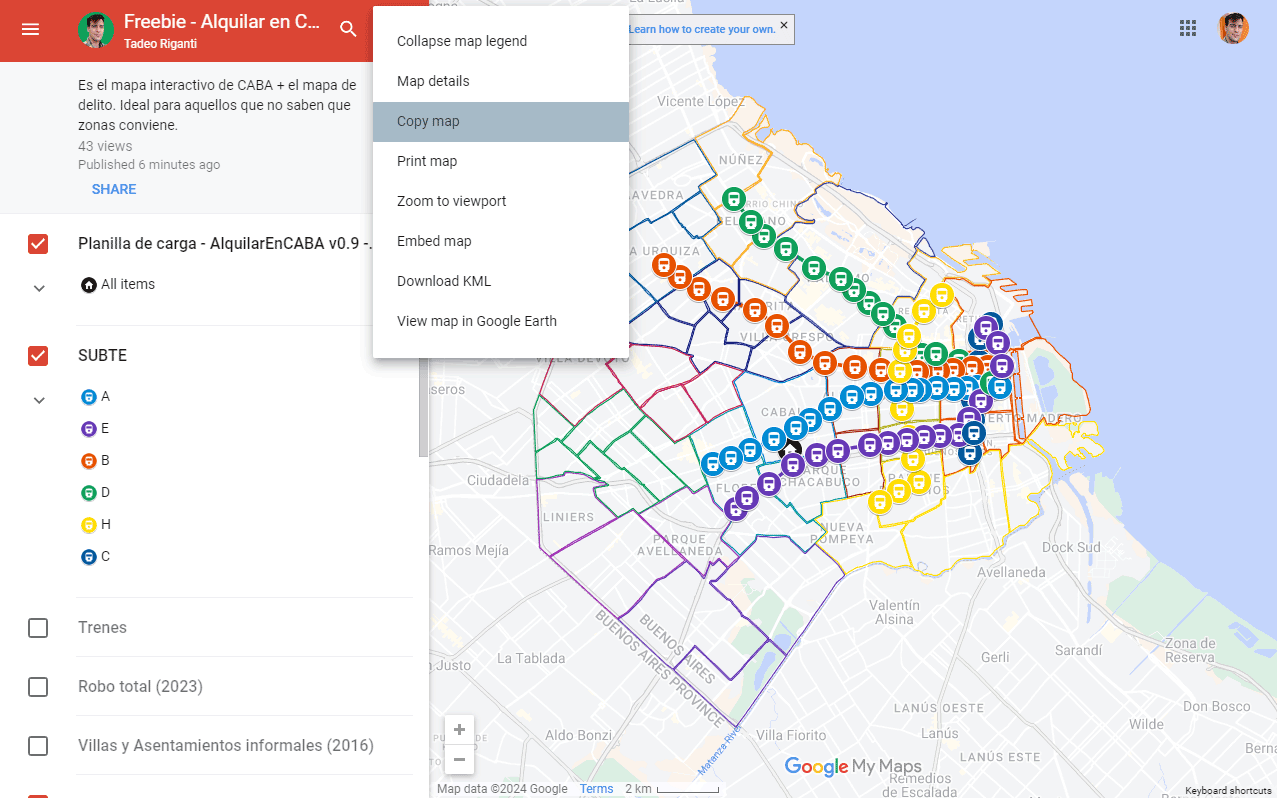 Freebie - Alquilar en C...
Tadeo Riganti
Es el mapa interactivo de CABA + el mapa de
delito. Ideal para aquellos que no saben que
zonas conviene.
43 views
Published 6 minutes ago
SHARE
Planilla de carga - AlquilarEnCABA v0.9 -...
All items
SUBTE
A
E
B
D
H
C
Trenes
Robo total (2023)
Villas y Asentamientos informales (2016)
Collapse map legend
Map details
Copy map
Print map
Zoom to viewport
Embed map
Download KML
View map in Google Earth
Learn how to create your own.
Vicente López
NÚÑEZ
BARRIO CHINO
BELGRANO
VILLA CRESPO
VILLA DEVOTO
PUERTO MADERO
Ciudadela
FLORES
PARQUE
CHACABUCO
LINIERS
NUEVA
POMPEYA
PARQUE
AVELLANEDA
Ramos Mejía
Dock Sud
Avellaneda
Valentín
Alsina
BUENOS AIRES
BUENOS AIRES PROVINCE
La Tablada
Gerli
Sarandí
Zona de
Reserva
LANÚS OESTE
Don Bosco
Lanús
Wilde
Aldo Bonzi
Villa Fiorito
Matanza River
LANÚS ESTE
Remedios
de Escalada
Google My Maps
Map data ©2024 Google
Terms
2 km
Keyboard shortcuts